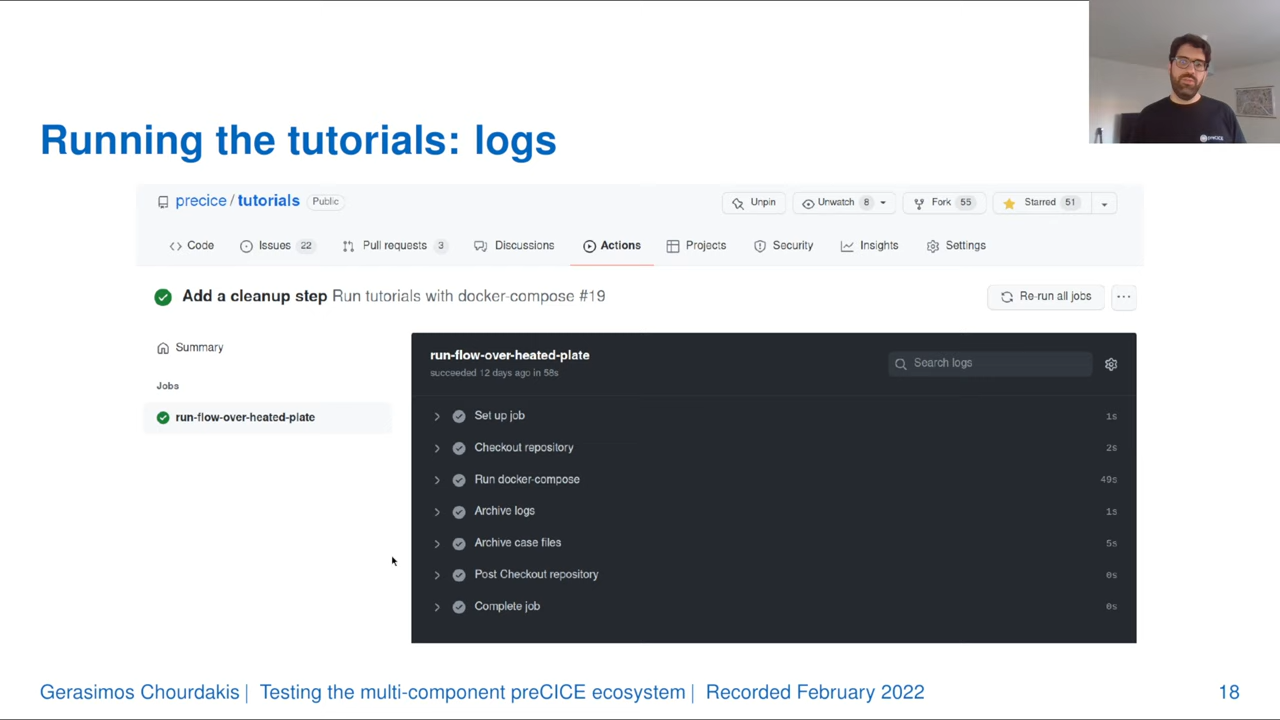 Running the tutorials: logs
preCICE
precice / tutorials Public
Unpin Unwatch 8 Fork 55 Starred 51
Code Issues 22 Pull requests 3 Discussions Actions Projects Security Insights Settings
Add a cleanup step Run tutorials with docker-compose #19
Re-run all jobs
Summary
Jobs
run-flow-over-heated-plate
run-flow-over-heated-plate
succeeded 12 days ago in 58s
Search logs
Set up job 1s
Checkout repository 2s
Run docker-compose 49s
Archive logs 1s
Archive case files 5s
Post Checkout repository 0s
Complete job 0s
Gerasimos Chourdakis | Testing the multi-component preCICE ecosystem | Recorded February 2022 18